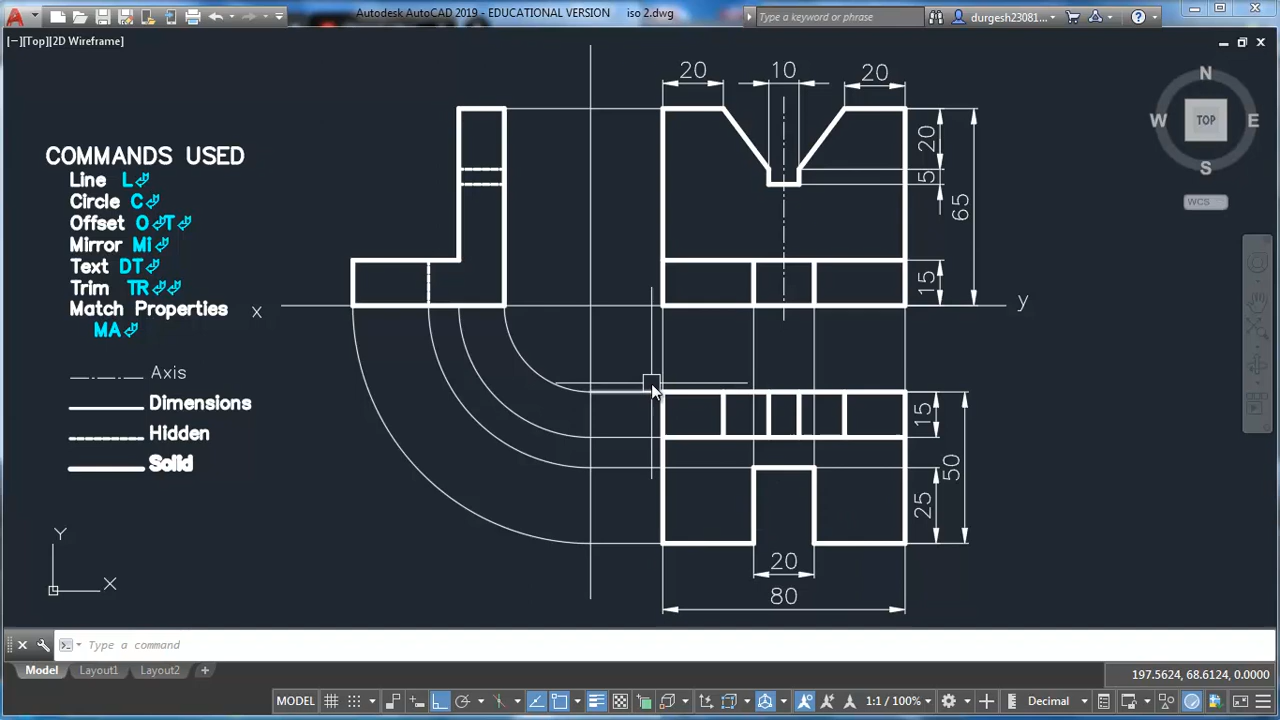 Autodesk AutoCAD 2019 - EDUCATIONAL VERSION iso 2.dwg
Type a keyword or phrase
durgesh23081...
[−][Top][2D Wireframe]
N
W TOP E
S
WCS
COMMANDS USED
Line L
Circle C
Offset O T
Mirror Mi
Text DT
Trim TR
Match Properties
MA
Axis
Dimensions
Hidden
Solid
20 10 20
20
5
65
15
x y
15
50
25
20
80
Y
X
Type a command
Model Layout1 Layout2 +
197.5624, 68.6124, 0.0000
MODEL 1:1 / 100% Decimal